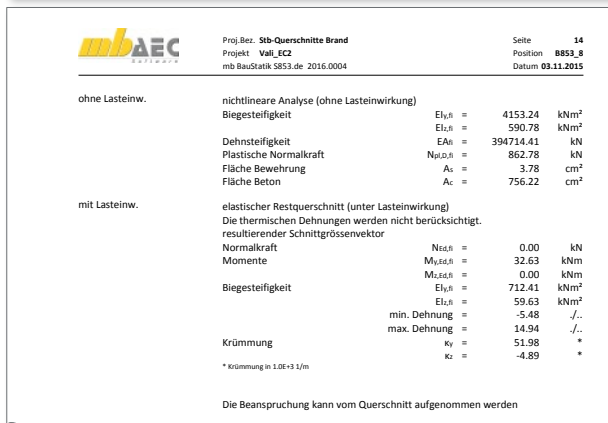 mb AEC
Software
Proj.Bez. Stb-Querschnitte Brand Seite 14
Projekt Vali_EC2 Position B853_8
mb BauStatik S853.de 2016.0004 Datum 03.11.2015
ohne Lasteinw. nichtlineare Analyse (ohne Lasteinwirkung)
Biegesteifigkeit EIy,fi = 4153.24 kNm²
EIz,fi = 590.78 kNm²
Dehnsteifigkeit EAfi = 394714.41 kN
Plastische Normalkraft Npl,D,fi = 862.78 kN
Fläche Bewehrung As = 3.78 cm²
Fläche Beton Ac = 756.22 cm²
mit Lasteinw. elastischer Restquerschnitt (unter Lasteinwirkung)
Die thermischen Dehnungen werden nicht berücksichtigt.
resultierender Schnittgrössenvektor
Normalkraft NEd,fi = 0.00 kN
Momente My,Ed,fi = 32.63 kNm
Mz,Ed,fi = 0.00 kNm
Biegesteifigkeit EIy,fi = 712.41 kNm²
EIz,fi = 59.63 kNm²
min. Dehnung = -5.48 ./..
max. Dehnung = 14.94 ./..
Krümmung κy = 51.98 *
κz = -4.89 *
* Krümmung in 1.0E+3 1/m
Die Beanspruchung kann vom Querschnitt aufgenommen werden